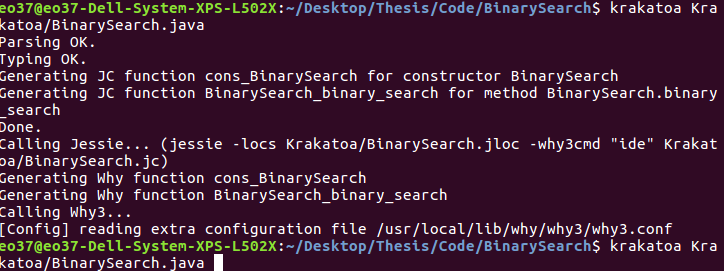 eo37@eo37-Dell-System-XPS-L502X:~/Desktop/Thesis/Code/BinarySearch$ krakatoa Kra
katoa/BinarySearch.java
Parsing OK.
Typing OK.
Generating JC function cons_BinarySearch for constructor BinarySearch
Generating JC function BinarySearch_binary_search for method BinarySearch.binary
_search
Done.
Calling Jessie... (jessie -locs Krakatoa/BinarySearch.jloc -why3cmd "ide" Krakat
oa/BinarySearch.jc)
Generating Why function cons_BinarySearch
Generating Why function BinarySearch_binary_search
Calling Why3...
[Config] reading extra configuration file /usr/local/lib/why/why3/why3.conf
eo37@eo37-Dell-System-XPS-L502X:~/Desktop/Thesis/Code/BinarySearch$ krakatoa Kra
katoa/BinarySearch.java